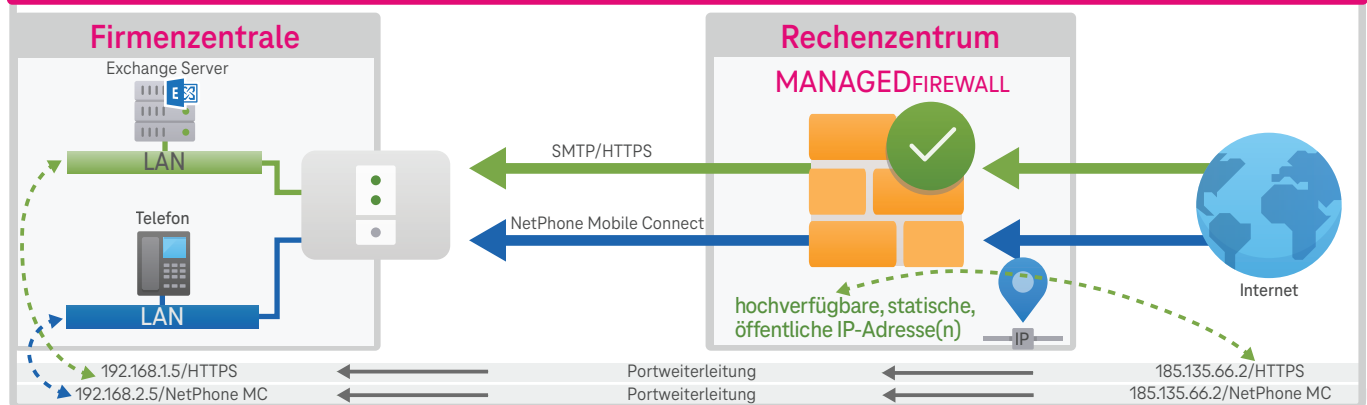 Firmenzentrale
Exchange Server
E
LAN
Telefon
LAN
SMTP/HTTPS
NetPhone Mobile Connect
Rechenzentrum
MANAGEDFIREWALL
hochverfügbare, statische,
öffentliche IP-Adresse(n)
IP
Internet
192.168.1.5/HTTPS Portweiterleitung 185.135.66.2/HTTPS
192.168.2.5/NetPhone MC Portweiterleitung 185.135.66.2/NetPhone MC